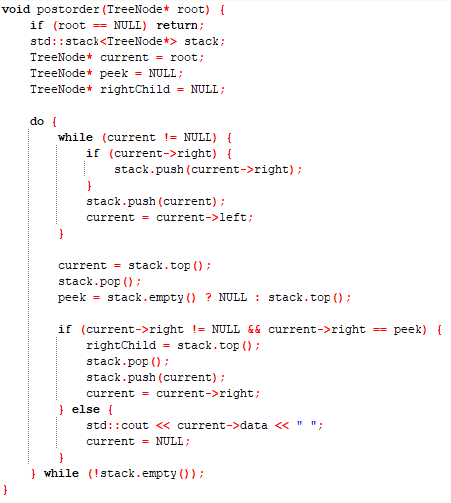 void postorder(TreeNode* root) {
    if (root == NULL) return;
    std::stack<TreeNode*> stack;
    TreeNode* current = root;
    TreeNode* peek = NULL;
    TreeNode* rightChild = NULL;

    do {
        while (current != NULL) {
            if (current->right) {
                stack.push(current->right);
            }
            stack.push(current);
            current = current->left;
        }

        current = stack.top();
        stack.pop();
        peek = stack.empty() ? NULL : stack.top();

        if (current->right != NULL && current->right == peek) {
            rightChild = stack.top();
            stack.pop();
            stack.push(current);
            current = current->right;
        } else {
            std::cout << current->data << " ";
            current = NULL;
        }
    } while (!stack.empty());
}